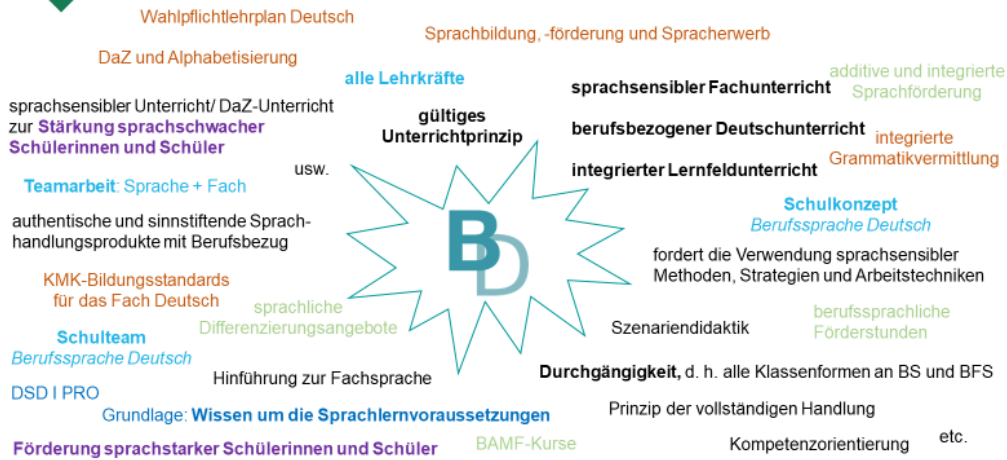 Wahlpflichtlehrplan Deutsch
Sprachbildung, -förderung und Spracherwerb
DaZ und Alphabetisierung
alle Lehrkräfte
sprachsensibler Fachunterricht
additive und integrierte
Sprachförderung
sprachsensibler Unterricht/ DaZ-Unterricht
zur Stärkung sprachschwacher
Schülerinnen und Schüler
gültiges
Unterrichtprinzip
berufsbezogener Deutschunterricht
integrierte
Grammatikvermittlung
usw.
integrierter Lernfeldunterricht
Teamarbeit: Sprache + Fach
Schulkonzept
Berufssprache Deutsch
authentische und sinnstiftende Sprach-
handlungsprodukte mit Berufsbezug
BD
fordert die Verwendung sprachsensibler
Methoden, Strategien und Arbeitstechniken
KMK-Bildungsstandards
für das Fach Deutsch
sprachliche
Differenzierungsangebote
berufssprachliche
Förderstunden
Szenariendidaktik
Schulteam
Berufssprache Deutsch
Hinführung zur Fachsprache
Durchgängigkeit, d. h. alle Klassenformen an BS und BFS
DSD I PRO
Grundlage: Wissen um die Sprachlernvoraussetzungen
Prinzip der vollständigen Handlung
Förderung sprachstarker Schülerinnen und Schüler
BAMF-Kurse
Kompetenzorientierung
etc.